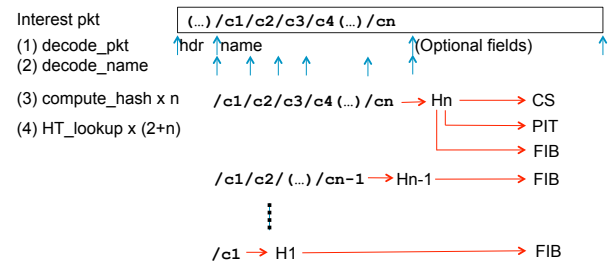 Interest pkt (…)/c1/c2/c3/c4(…)/cn
(1) decode_pkt hdr name (Optional fields)
(2) decode_name
(3) compute_hash x n /c1/c2/c3/c4(…)/cn Hn CS
(4) HT_lookup x (2+n) PIT
FIB
/c1/c2/(…)/cn-1 Hn-1 FIB
/c1 H1 FIB